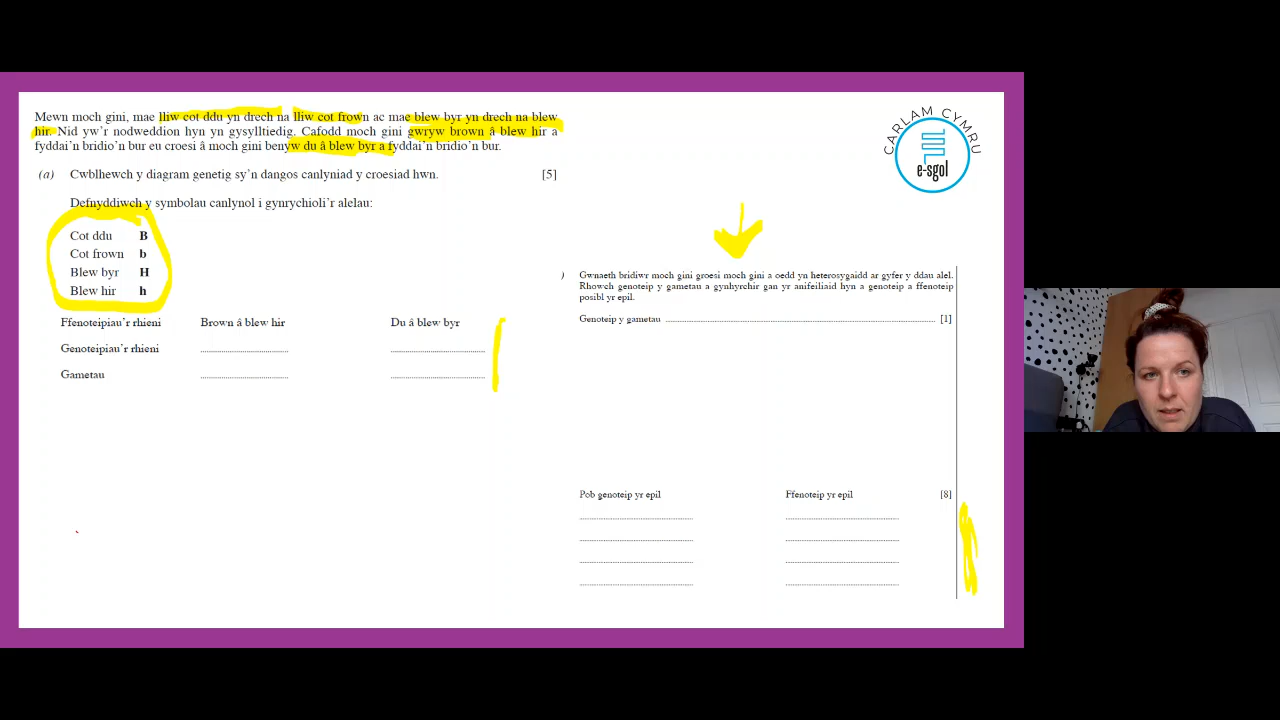 Mewn moch gini, mae lliw cot ddu yn drech na lliw cot frown ac mae blew byr yn drech na blew
hir. Nid yw'r nodweddion hyn yn gysylltiedig. Cafodd moch gini gwryw brown â blew hir a
fyddai'n bridio'n bur eu croesi â moch gini benyw du â blew byr a fyddai'n bridio'n bur.
(a) Cwblhewch y diagram genetig sy'n dangos canlyniad y croesiad hwn. [5]
Defnyddiwch y symbolau canlynol i gynrychioli'r alelau:
Cot ddu B
Cot frown b
Blew byr H
Blew hir h
Ffenoteipiau'r rhieni Brown â blew hir Du â blew byr
Genoteipiau'r rhieni ........................ ........................
Gametau ........................ ........................
CARLAM CYMRU
e-sgol
) Gwnaeth bridiwr moch gini groesi moch gini a oedd yn heterosygaidd ar gyfer y ddau alel.
Rhowch genoteip y gametau a gynhyrchir gan yr anifeiliaid hyn a genoteip a ffenoteip
posibl yr epil.
Genoteip y gametau ........................ [1]
Pob genoteip yr epil Ffenoteip yr epil [8]
........................ ........................
........................ ........................
........................ ........................
........................ ........................